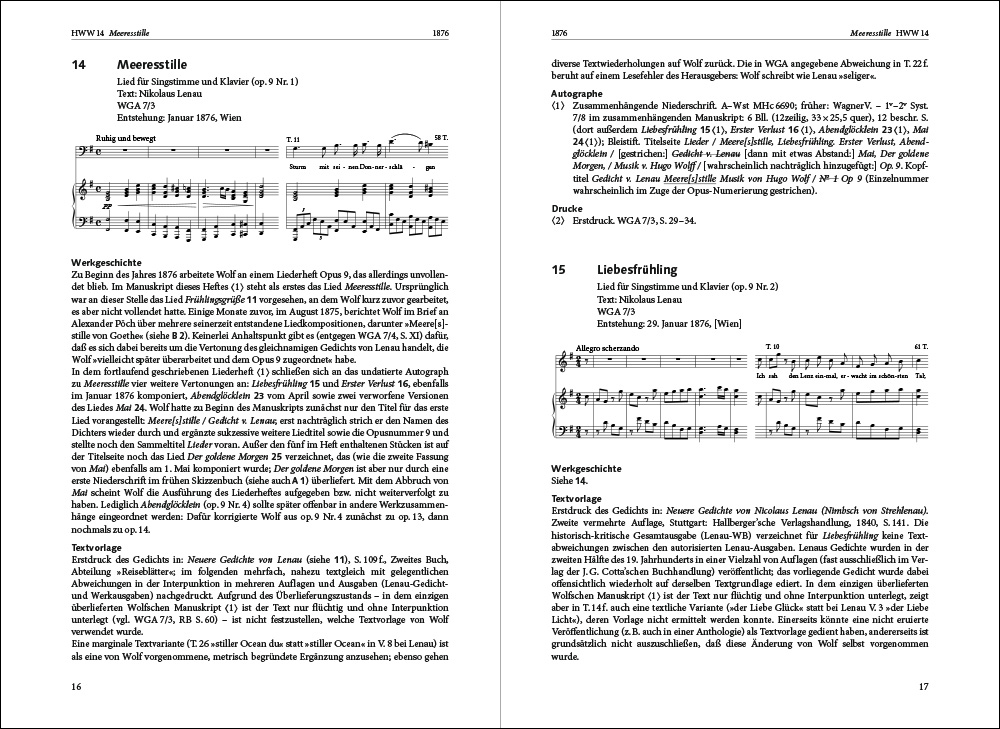 HWW 14 Meeresstille 1876
14 Meeresstille
Lied für Singstimme und Klavier (op. 9 Nr. 1)
Text: Nikolaus Lenau
WGA 7/3
Entstehung: Januar 1876, Wien
Ruhig und bewegt T. 11 58 T.
Sturm mit sei - nen Don-ner-schlä - gen
pp
Werkgeschichte
Zu Beginn des Jahres 1876 arbeitete Wolf an einem Liederheft Opus 9, das allerdings unvollen-
det blieb. Im Manuskript dieses Heftes ⟨1⟩ steht als erstes das Lied Meeresstille. Ursprünglich
war an dieser Stelle das Lied Frühlingsgrüße 11 vorgesehen, an dem Wolf kurz zuvor gearbeitet,
es aber nicht vollendet hatte. Einige Monate zuvor, im August 1875, berichtet Wolf im Brief an
Alexander Póch über mehrere seinerzeit entstandene Liedkompositionen, darunter »Meere[s]-
stille von Goethe« (siehe B 2). Keinerlei Anhaltspunkt gibt es (entgegen WGA 7/4, S. XI) dafür,
daß es sich dabei bereits um die Vertonung des gleichnamigen Gedichts von Lenau handelt, die
Wolf »vielleicht später überarbeitet und dem Opus 9 zugeordnet« habe.
In dem fortlaufend geschriebenen Liederheft ⟨1⟩ schließen sich an das undatierte Autograph
zu Meeresstille vier weitere Vertonungen an: Liebesfrühling 15 und Erster Verlust 16, ebenfalls
im Januar 1876 komponiert, Abendglöcklein 23 vom April sowie zwei verworfene Versionen
des Liedes Mai 24. Wolf hatte zu Beginn des Manuskripts zunächst nur den Titel für das erste
Lied vorangestellt: Meere[s]stille / Gedicht v. Lenau; erst nachträglich strich er den Namen des
Dichters wieder durch und ergänzte sukzessive weitere Liedtitel sowie die Opusnummer 9 und
stellte noch den Sammeltitel Lieder voran. Außer den fünf im Heft enthaltenen Stücken ist auf
der Titelseite noch das Lied Der goldene Morgen 25 verzeichnet, das (wie die zweite Fassung
von Mai) ebenfalls am 1. Mai komponiert wurde; Der goldene Morgen ist aber nur durch eine
erste Niederschrift im frühen Skizzenbuch (siehe auch A 1) überliefert. Mit dem Abbruch von
Mai scheint Wolf die Ausführung des Liederheftes aufgegeben bzw. nicht weiterverfolgt zu
haben. Lediglich Abendglöcklein (op. 9 Nr. 4) sollte später offenbar in andere Werkzusammen-
hänge eingeordnet werden: Dafür korrigierte Wolf aus op. 9 Nr. 4 zunächst zu op. 13, dann
nochmals zu op. 14.
Textvorlage
Erstdruck des Gedichts in: Neuere Gedichte von Lenau (siehe 11), S. 109 f., Zweites Buch,
Abteilung »Reiseblätter«; im folgenden mehrfach, nahezu textgleich mit gelegentlichen
Abweichungen in der Interpunktion in mehreren Auflagen und Ausgaben (Lenau-Gedicht-
und Werkausgaben) nachgedruckt. Aufgrund des Überlieferungszustands – in dem einzigen
überlieferten Wolfschen Manuskript ⟨1⟩ ist der Text nur flüchtig und ohne Interpunktion
unterlegt (vgl. WGA 7/3, RB S. 60) – ist nicht festzustellen, welche Textvorlage von Wolf
verwendet wurde.
Eine marginale Textvariante (T. 26 »stiller Ocean du« statt »stiller Ocean« in V. 8 bei Lenau) ist
als eine von Wolf vorgenommene, metrisch begründete Ergänzung anzusehen; ebenso gehen
16
1876 Meeresstille HWW 14
diverse Textwiederholungen auf Wolf zurück. Die in WGA angegebene Abweichung in T. 22 f.
beruht auf einem Lesefehler des Herausgebers: Wolf schreibt wie Lenau »seliger«.
Autographe
⟨1⟩ Zusammenhängende Niederschrift. A–Wst MHc 6690; früher: WagnerV. – 1ᵛ–2ᵛ Syst.
7/8 im zusammenhängenden Manuskript: 6 Bll. (12zeilig, 33 × 25,5 quer), 12 beschr. S.
(dort außerdem Liebesfrühling 15 ⟨1⟩, Erster Verlust 16 ⟨1⟩, Abendglöcklein 23 ⟨1⟩, Mai
24 ⟨1⟩); Bleistift. Titelseite Lieder / Meere[s]stille, Liebesfrühling. Erster Verlust, Abend-
glöcklein / [gestrichen:] Gedicht v. Lenau [dann mit etwas Abstand:] Mai, Der goldene
Morgen, / Musik v. Hugo Wolff / [wahrscheinlich nachträglich hinzugefügt:] Op. 9. Kopf-
titel Gedicht v. Lenau Meere[s]stille Musik von Hugo Wolf / Nº 1 Op 9 (Einzelnummer
wahrscheinlich im Zuge der Opus-Numerierung gestrichen).
Drucke
⟨2⟩ Erstdruck. WGA 7/3, S. 29–34.
15 Liebesfrühling
Lied für Singstimme und Klavier (op. 9 Nr. 2)
Text: Nikolaus Lenau
WGA 7/3
Entstehung: 29. Januar 1876, [Wien]
Allegro scherzando T. 10 61 T.
Ich sah den Lenz ein-mal, er - wacht im schön-sten Tal;
Werkgeschichte
Siehe 14.
Textvorlage
Erstdruck des Gedichts in: Neuere Gedichte von Nicolaus Lenau (Nimbsch von Strehlenau).
Zweite vermehrte Auflage, Stuttgart: Hallberger’sche Verlagshandlung, 1840, S. 141. Die
historisch-kritische Gesamtausgabe (Lenau-WB) verzeichnet für Liebesfrühling keine Text-
abweichungen zwischen den autorisierten Lenau-Ausgaben. Lenaus Gedichte wurden in der
zweiten Hälfte des 19. Jahrhunderts in einer Vielzahl von Auflagen (fast ausschließlich im Ver-
lag der J. G. Cotta’schen Buchhandlung) veröffentlicht; das vorliegende Gedicht wurde dabei
offensichtlich wiederholt auf derselben Textgrundlage ediert. In dem einzigen überlieferten
Wolfschen Manuskript ⟨1⟩ ist der Text nur flüchtig und ohne Interpunktion unterlegt, zeigt
aber in T. 14 f. auch eine textliche Variante (»der Liebe Glück« statt bei Lenau V. 3 »der Liebe
Licht«), deren Vorlage nicht ermittelt werden konnte. Einerseits könnte eine nicht eruierte
Veröffentlichung (z. B. auch in einer Anthologie) als Textvorlage gedient haben, andererseits ist
grundsätzlich nicht auszuschließen, daß diese Änderung von Wolf selbst vorgenommen
wurde.
17